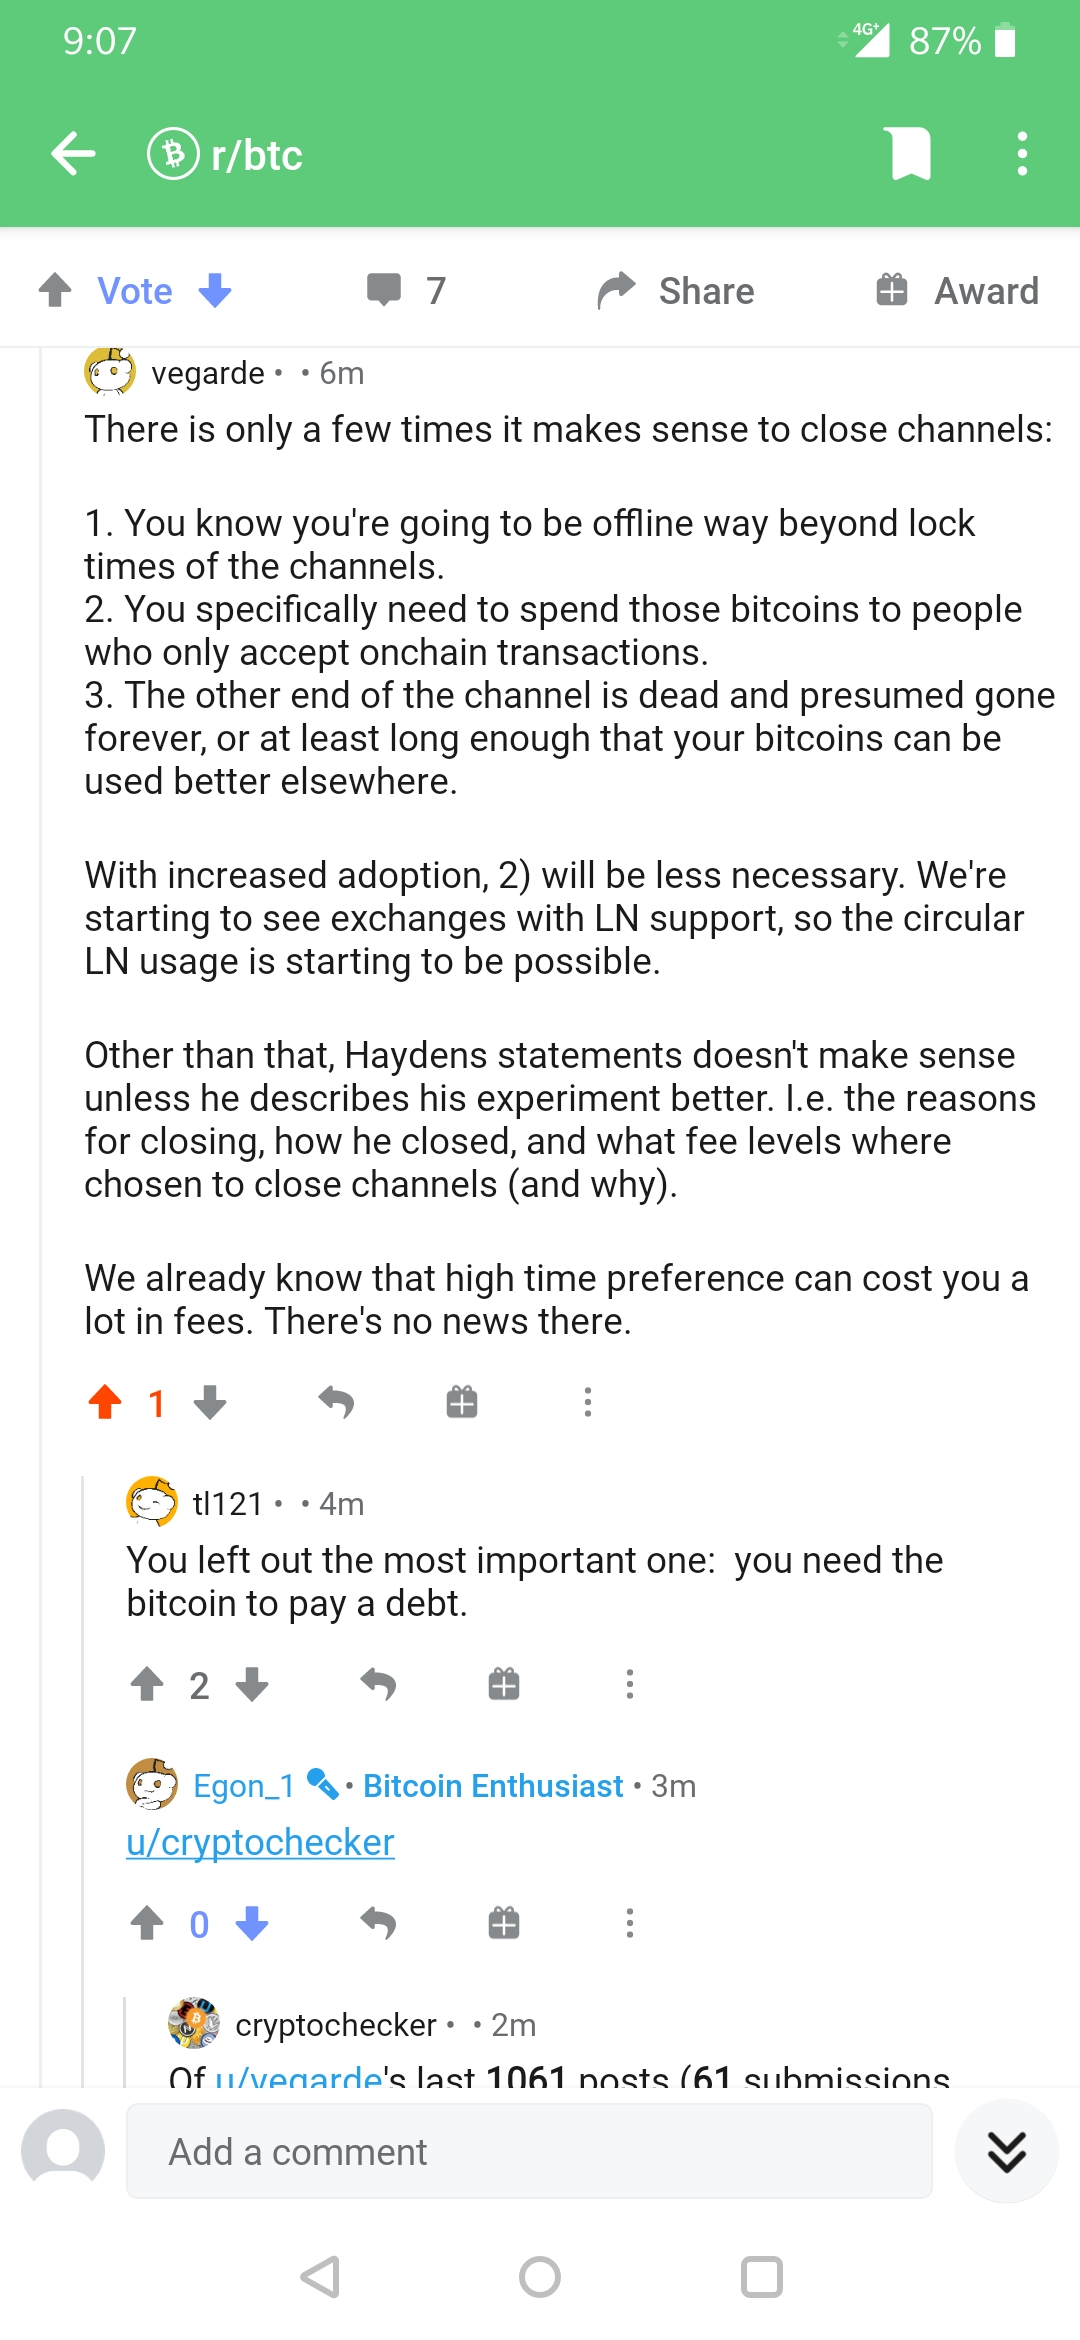 9:07
4G+ 87%
r/btc
Vote 7 Share Award
vegarde • • 6m
There is only a few times it makes sense to close channels:
1. You know you're going to be offline way beyond lock
times of the channels.
2. You specifically need to spend those bitcoins to people
who only accept onchain transactions.
3. The other end of the channel is dead and presumed gone
forever, or at least long enough that your bitcoins can be
used better elsewhere.
With increased adoption, 2) will be less necessary. We're
starting to see exchanges with LN support, so the circular
LN usage is starting to be possible.
Other than that, Haydens statements doesn't make sense
unless he describes his experiment better. I.e. the reasons
for closing, how he closed, and what fee levels where
chosen to close channels (and why).
We already know that high time preference can cost you a
lot in fees. There's no news there.
1
tl121 • • 4m
You left out the most important one: you need the
bitcoin to pay a debt.
2
Egon_1 • Bitcoin Enthusiast • 3m
u/cryptochecker
0
cryptochecker • • 2m
Of u/vegarde's last 1061 posts (61 submissions
Add a comment